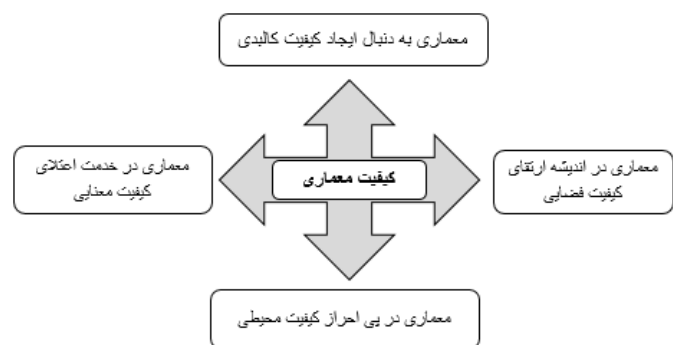 معماری به دنبال ایجاد کیفیت کالبدی
معماری در اندیشه ارتقای
کیفیت فضایی
کیفیت معماری
معماری در خدمت اعتلای
کیفیت معنایی
معماری در پی احراز کیفیت محیطی